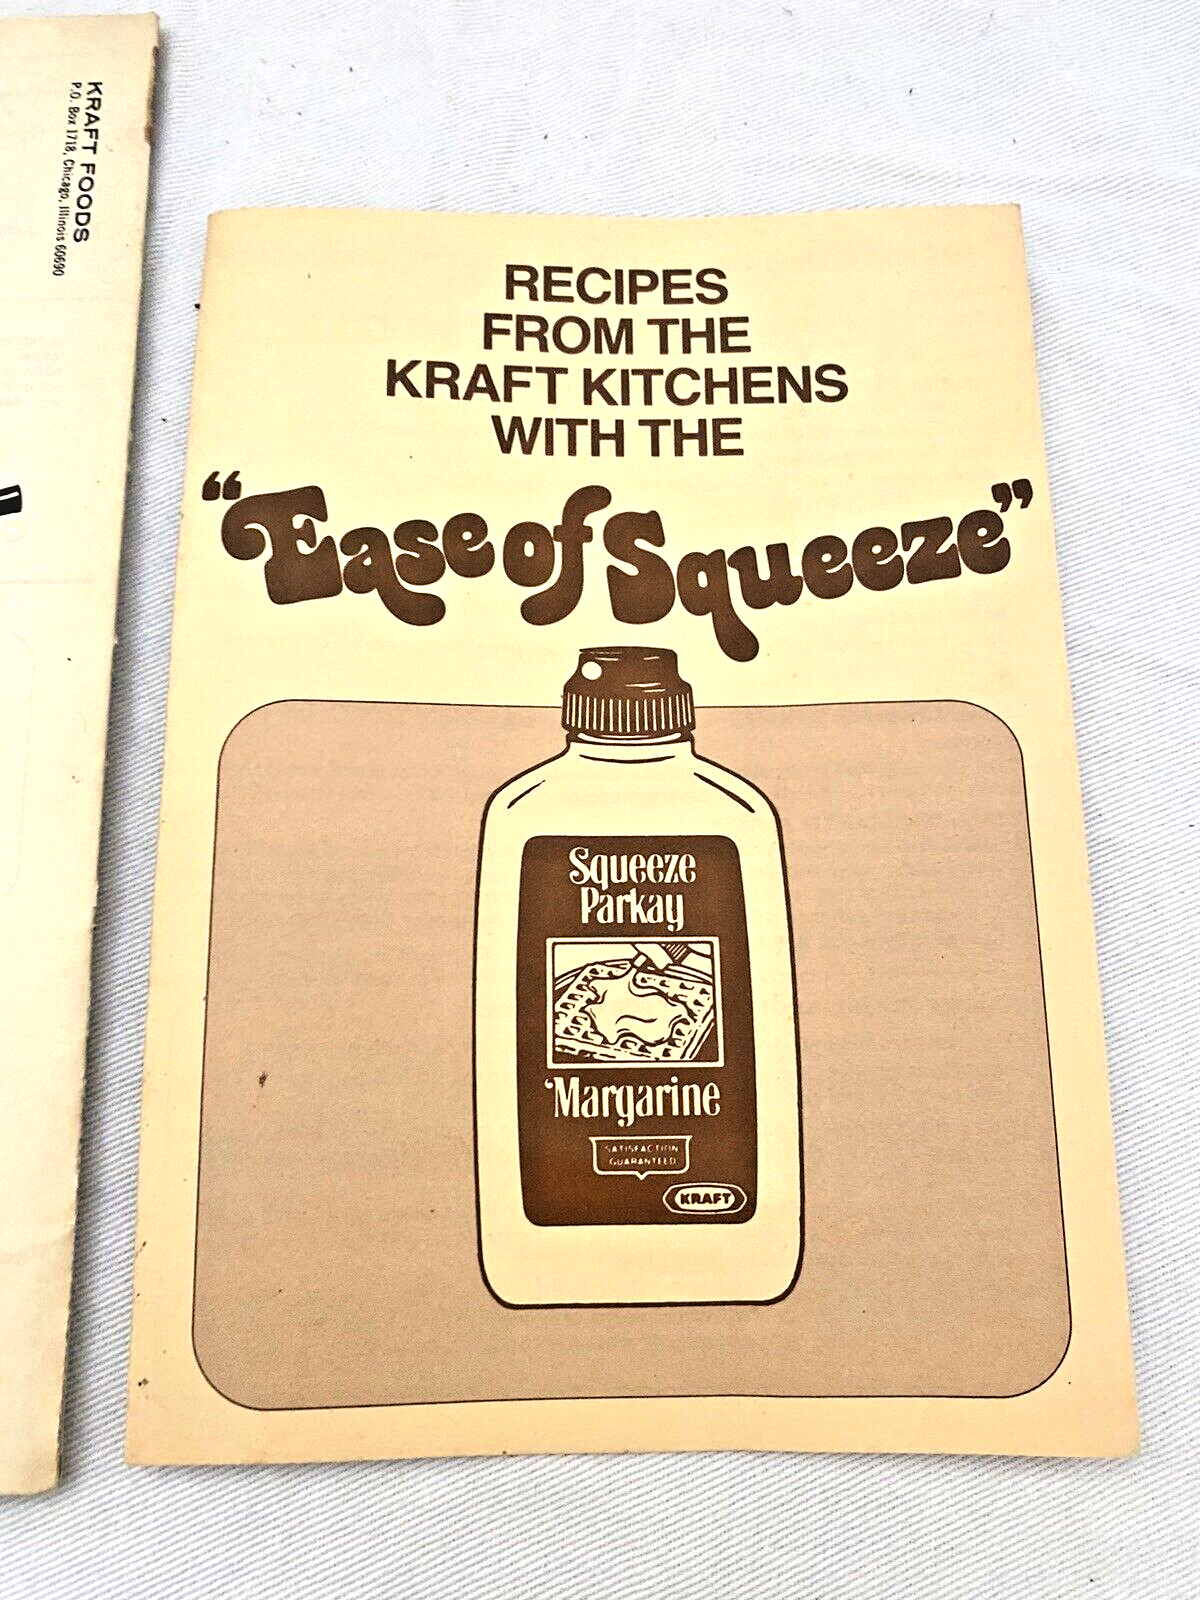 KRAFT FOODS
P.O. Box 1718, Chicago, Illinois 60690
RECIPES
FROM THE
KRAFT KITCHENS
WITH THE
“Ease of Squeeze”
Squeeze
Parkay
Margarine
SATISFACTION
GUARANTEED
KRAFT